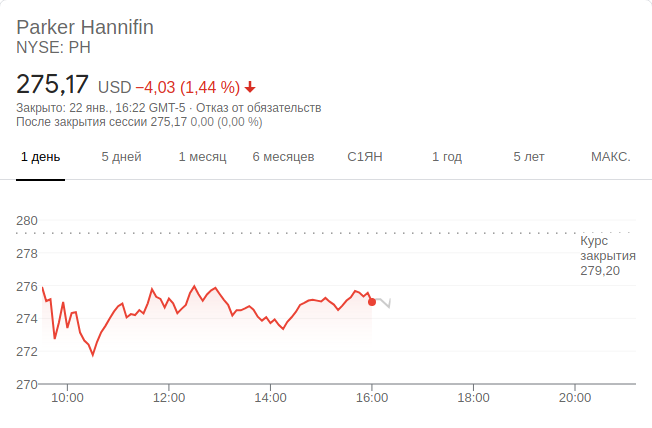 Parker Hannifin
NYSE: PH
275,17 USD −4,03 (1,44 %)
Закрыто: 22 янв., 16:22 GMT-5 · Отказ от обязательств
После закрытия сессии 275,17 0,00 (0,00 %)
1 день 5 дней 1 месяц 6 месяцев С1ЯН 1 год 5 лет МАКС.
280
Курс
закрытия
279,20
278
276
274
272
270
10:00 12:00 14:00 16:00 18:00 20:00